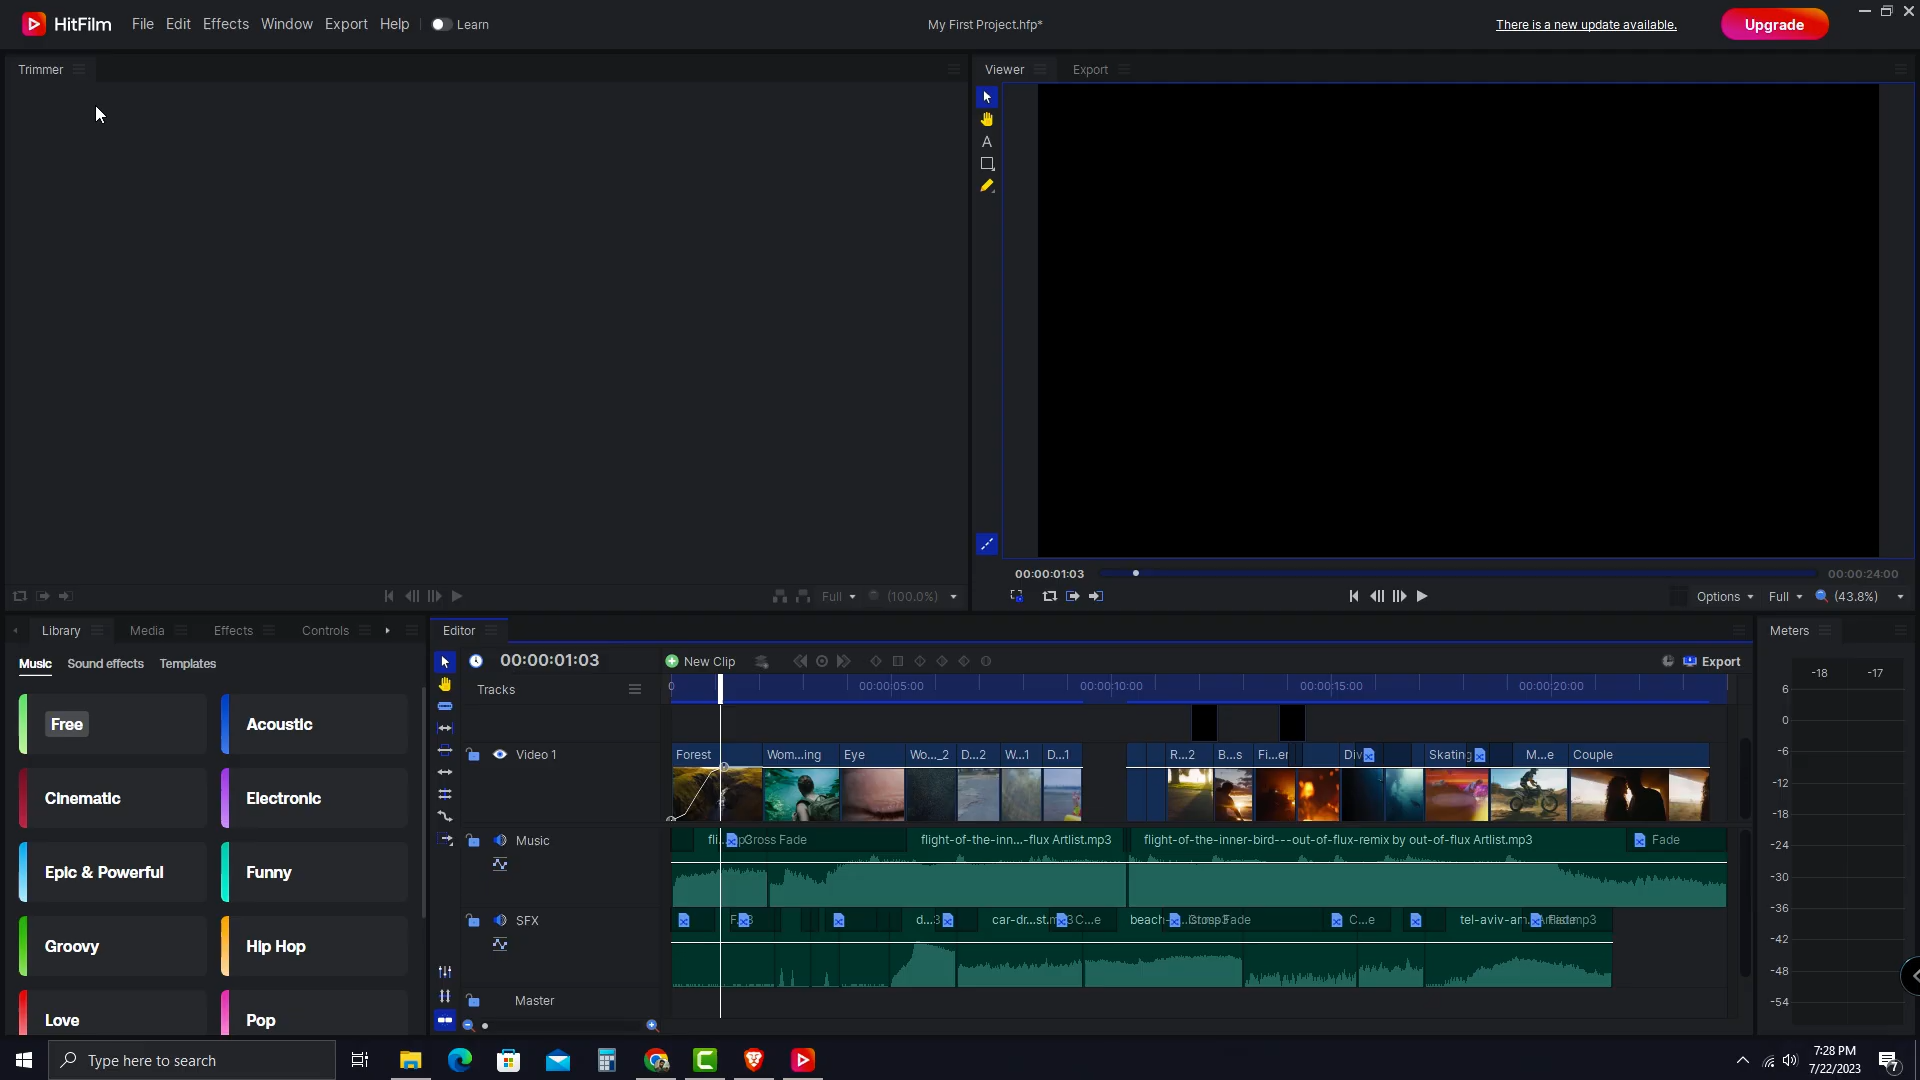 HitFilm File Edit Effects Window Export Help Learn My First Project.hfp* There is a new update available. Upgrade
Trimmer
Viewer Export
A
00:00:01:03 00:00:24:00
Full (100.0%) Options Full (43.8%)
Library Media Effects Controls
Editor
Meters
Music Sound effects Templates
00:00:01:03 New Clip Export
Tracks 0 00:00:05:00 00:00:10:00 00:00:15:00 00:00:20:00
Free Acoustic
Cinematic Electronic
Epic & Powerful Funny
Groovy Hip Hop
Love Pop
Video 1 Forest Wom...ing Eye Wo..._2 D...2 W...1 D...1 R...2 B...s Fi...er Div Skating M...e Couple
Music Cross Fade flight-of-the-inn...-flux Artlist.mp3 flight-of-the-inner-bird---out-of-flux-remix by out-of-flux Artlist.mp3 Fade
SFX
Master
-18 -17
6
0
-6
-12
-18
-24
-30
-36
-42
-48
-54
Type here to search
7:28 PM
7/22/2023
7